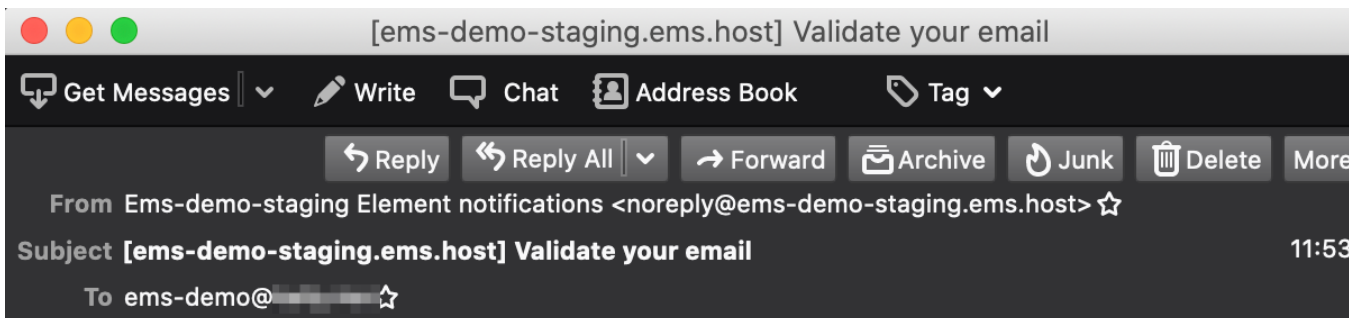 [ems-demo-staging.ems.host] Validate your email
Get Messages Write Chat Address Book Tag
Reply Reply All Forward Archive Junk Delete More
From Ems-demo-staging Element notifications <noreply@ems-demo-staging.ems.host>
Subject [ems-demo-staging.ems.host] Validate your email 11:53
To ems-demo@